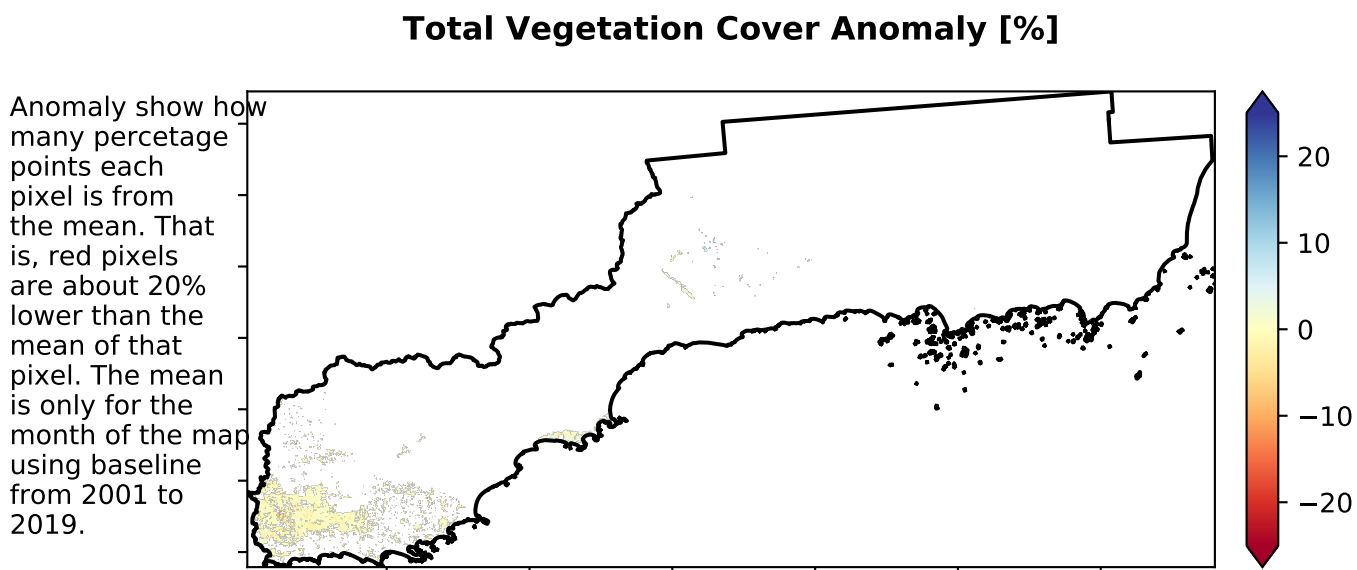 Total Vegetation Cover Anomaly [%]
Anomaly show how
many percetage
points each
pixel is from
the mean. That
is, red pixels
are about 20%
lower than the
mean of that
pixel. The mean
is only for the
month of the map
using baseline
from 2001 to
2019.
20
10
0
−10
−20